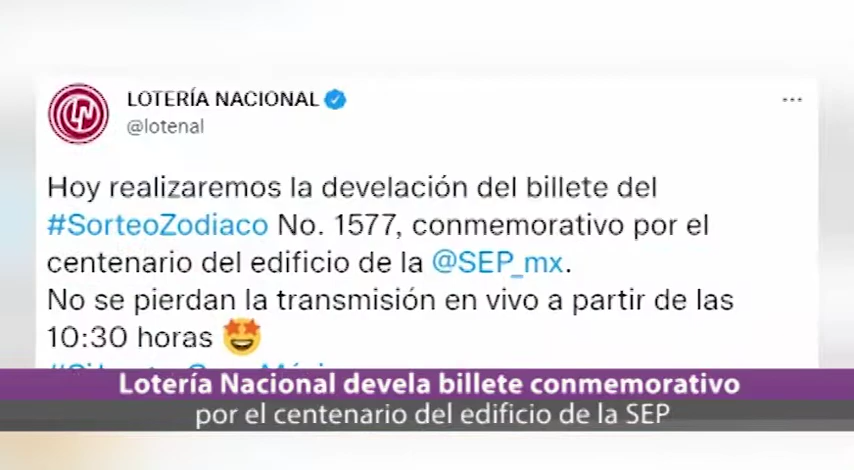 LOTERÍA NACIONAL
@lotenal
Hoy realizaremos la develación del billete del
#SorteoZodiaco No. 1577, conmemorativo por el
centenario del edificio de la @SEP_mx.
No se pierdan la transmisión en vivo a partir de las
10:30 horas
Lotería Nacional devela billete conmemorativo
por el centenario del edificio de la SEP